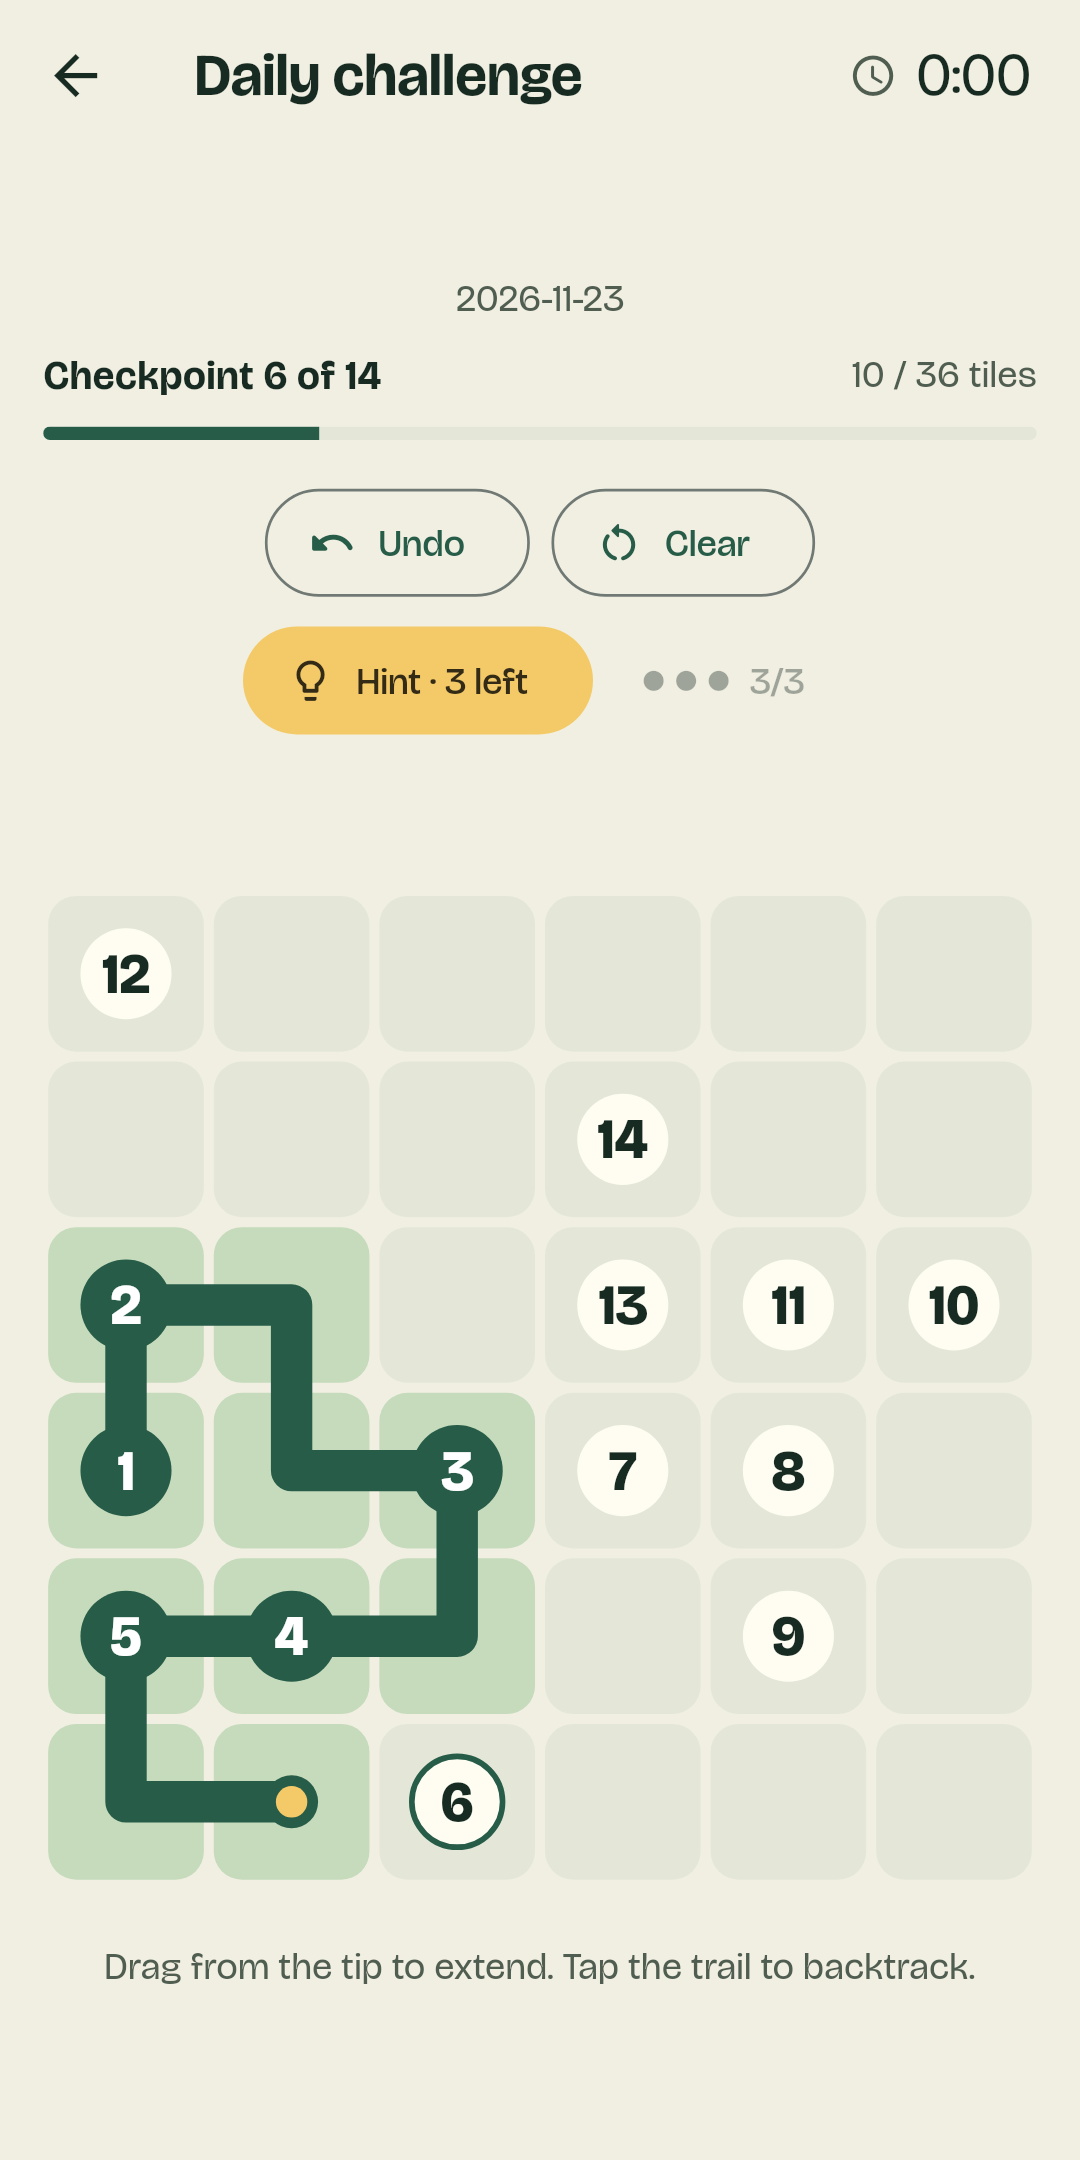 Daily challenge 0:00
2026-11-23
Checkpoint 6 of 14 10 / 36 tiles
Undo Clear
Hint · 3 left 3/3
12
14
2 13 11 10
1 3 7 8
5 4 9
6
Drag from the tip to extend. Tap the trail to backtrack.